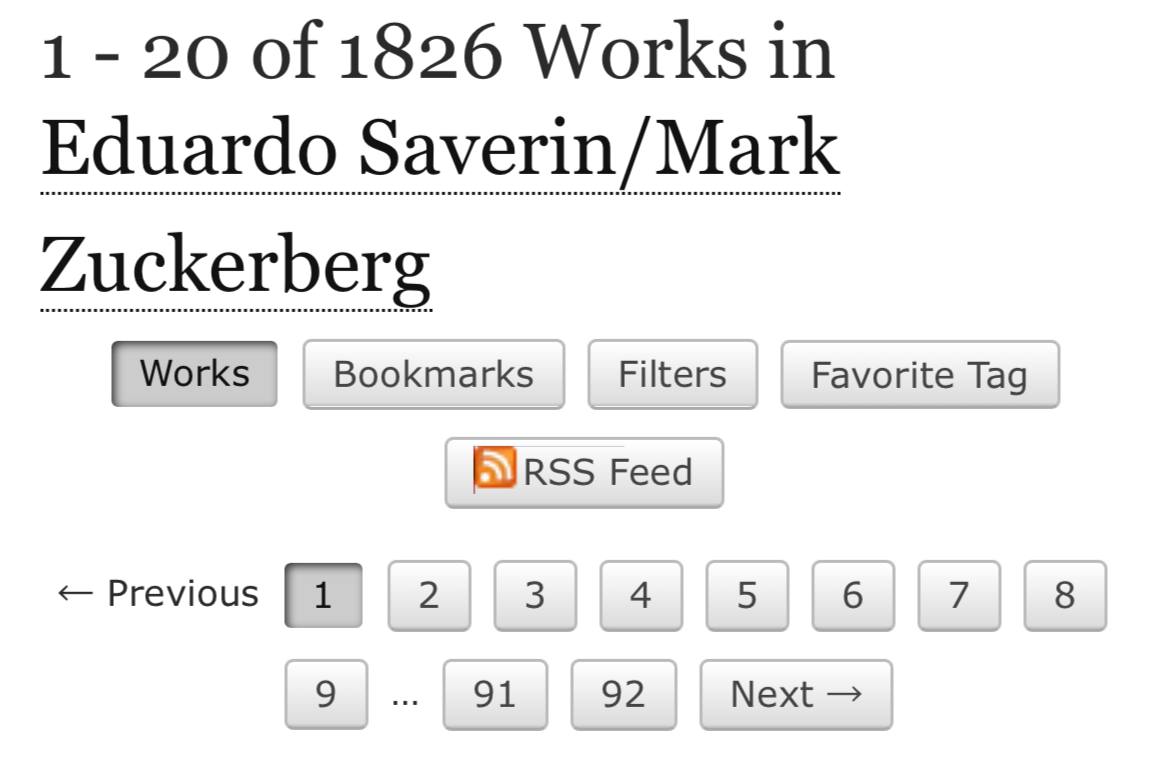 1 - 20 of 1826 Works in
Eduardo Saverin/Mark
Zuckerberg
Works Bookmarks Filters Favorite Tag
RSS Feed
← Previous 1 2 3 4 5 6 7 8
9 ... 91 92 Next →